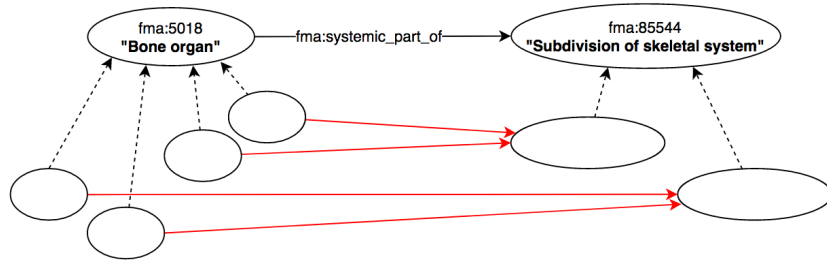 fma:5018
"Bone organ"
fma:systemic_part_of
fma:85544
"Subdivision of skeletal system"